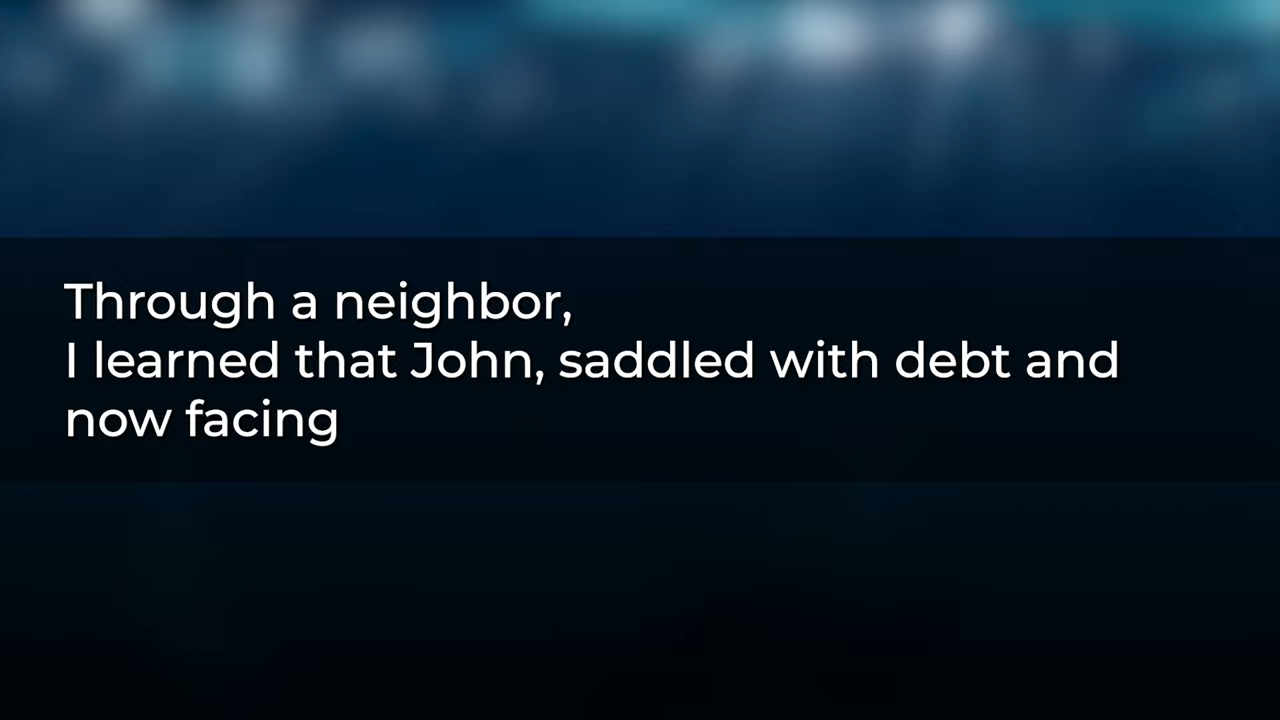 Through a neighbor,
I learned that John, saddled with debt and
now facing